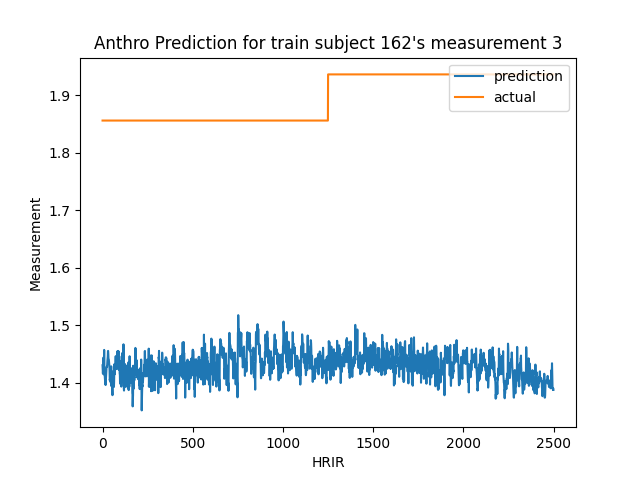 Anthro Prediction for train subject 162's measurement 3
prediction
actual
Measurement
1.9
1.8
1.7
1.6
1.5
1.4
0 500 1000 1500 2000 2500
HRIR